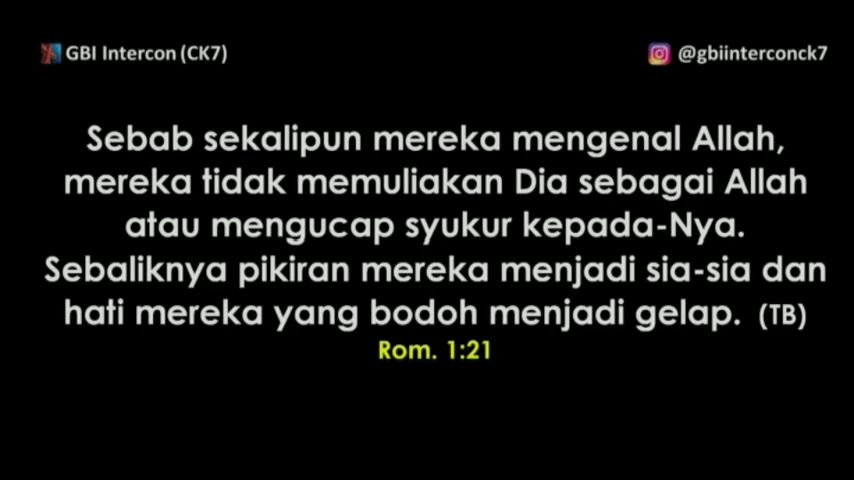 GBI Intercon (CK7)
@gbiinterconck7
Sebab sekalipun mereka mengenal Allah,
mereka tidak memuliakan Dia sebagai Allah
atau mengucap syukur kepada-Nya.
Sebaliknya pikiran mereka menjadi sia-sia dan
hati mereka yang bodoh menjadi gelap. (TB)
Rom. 1:21